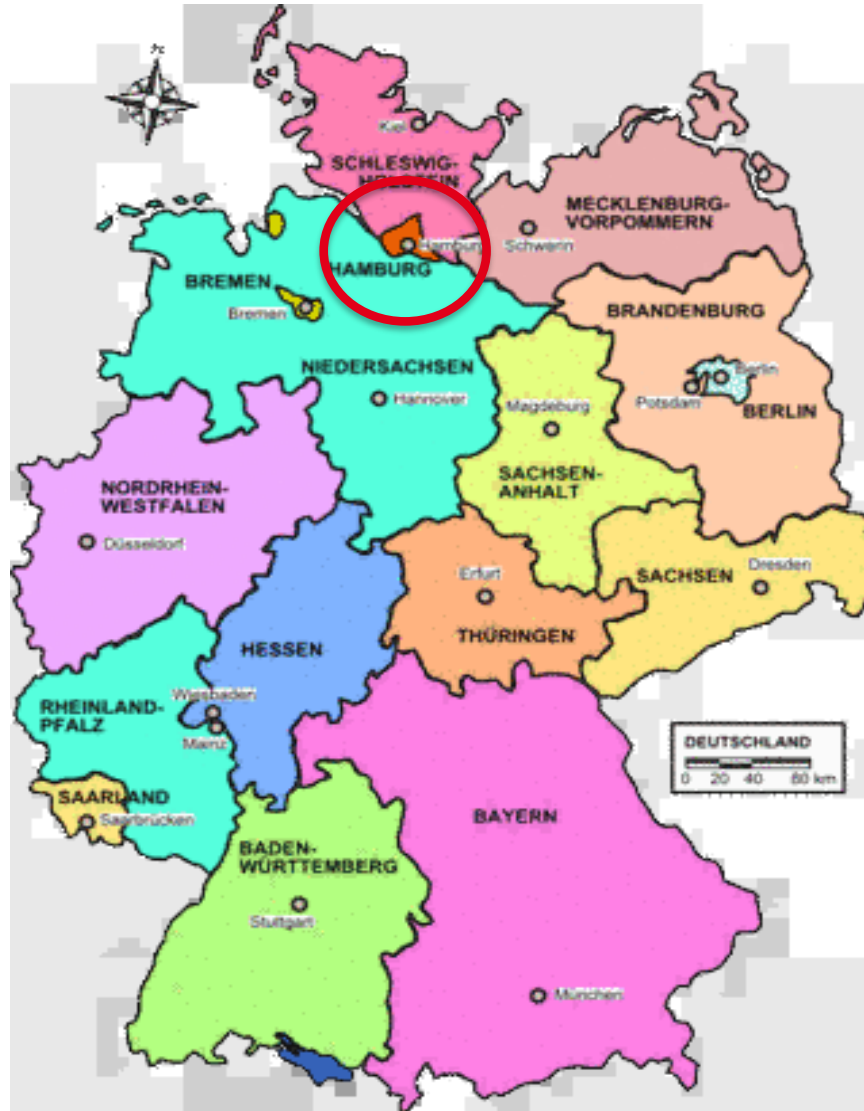 N
Kiel
SCHLESWIG-
HOLSTEIN
MECKLENBURG-
VORPOMMERN
Hamburg
Schwerin
HAMBURG
BREMEN
Bremen
BRANDENBURG
NIEDERSACHSEN
Hannover
Berlin
Potsdam
BERLIN
Magdeburg
SACHSEN-
ANHALT
NORDRHEIN-
WESTFALEN
Düsseldorf
Erfurt
THÜRINGEN
Dresden
SACHSEN
HESSEN
Wiesbaden
Mainz
RHEINLAND-
PFALZ
SAARLAND
Saarbrücken
DEUTSCHLAND
0 20 40 60 km
BAYERN
BADEN-
WÜRTTEMBERG
Stuttgart
München